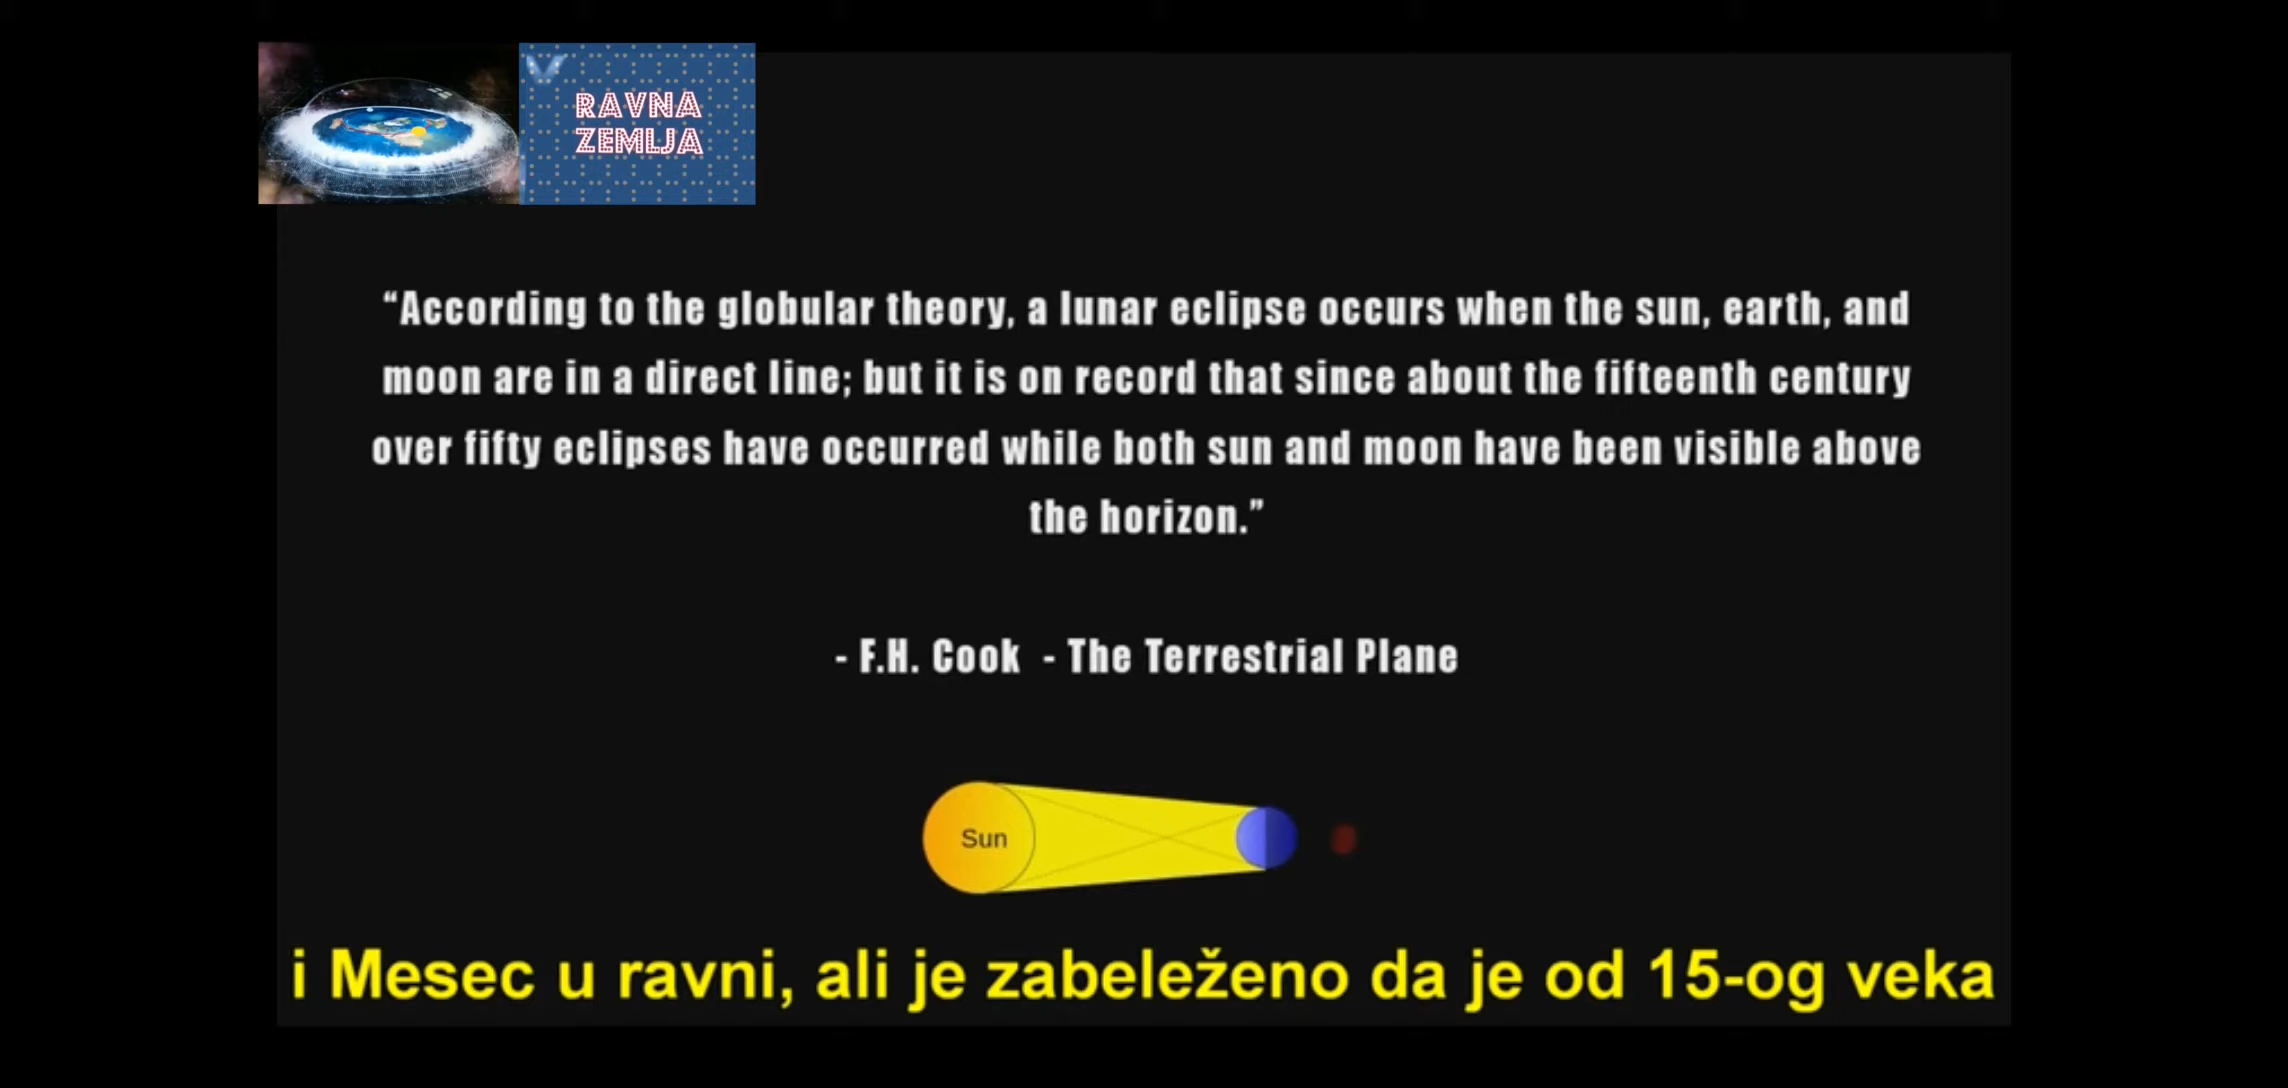 RAVNA
ZEMLJA
“According to the globular theory, a lunar eclipse occurs when the sun, earth, and
moon are in a direct line; but it is on record that since about the fifteenth century
over fifty eclipses have occurred while both sun and moon have been visible above
the horizon.”
- F.H. Cook - The Terrestrial Plane
Sun
i Mesec u ravni, ali je zabeleženo da je od 15-og veka